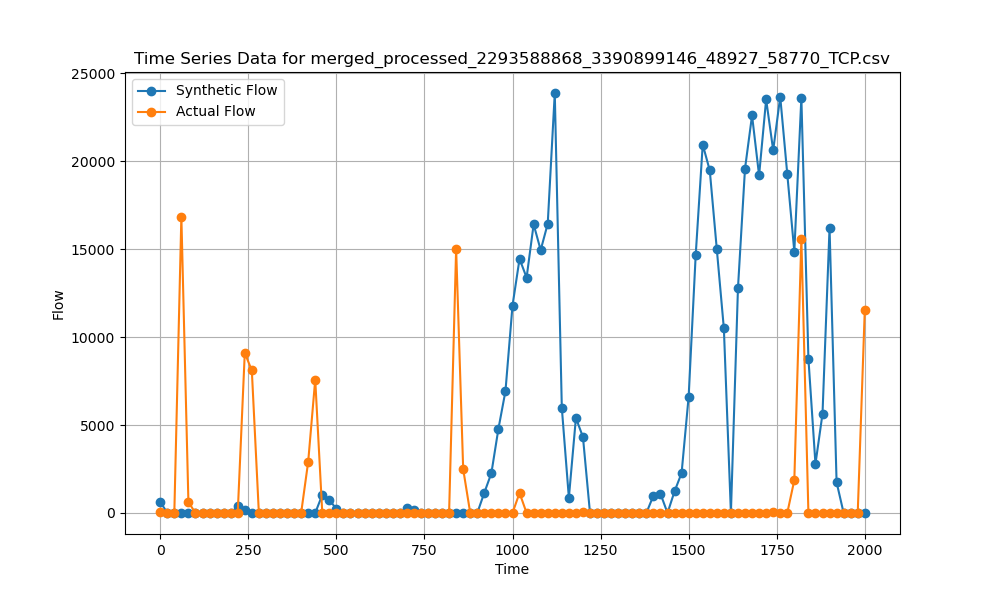 Time Series Data for merged_processed_2293588868_3390899146_48927_58770_TCP.csv
Synthetic Flow
Actual Flow
25000
20000
15000
10000
5000
0
Flow
0 250 500 750 1000 1250 1500 1750 2000
Time